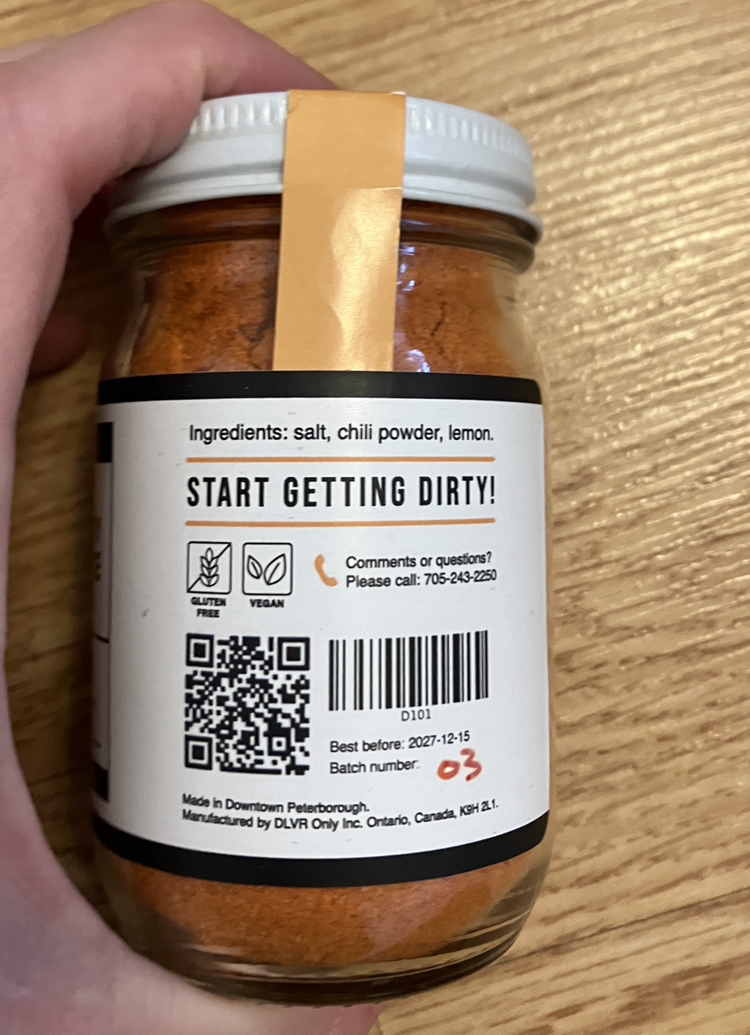 Ingredients: salt, chili powder, lemon.
START GETTING DIRTY!
GLUTEN
FREE
VEGAN
Comments or questions?
Please call: 705-243-2250
D101
Best before: 2027-12-15
Batch number: 03
Made in Downtown Peterborough.
Manufactured by DLVR Only Inc. Ontario, Canada, K9H 2L1.